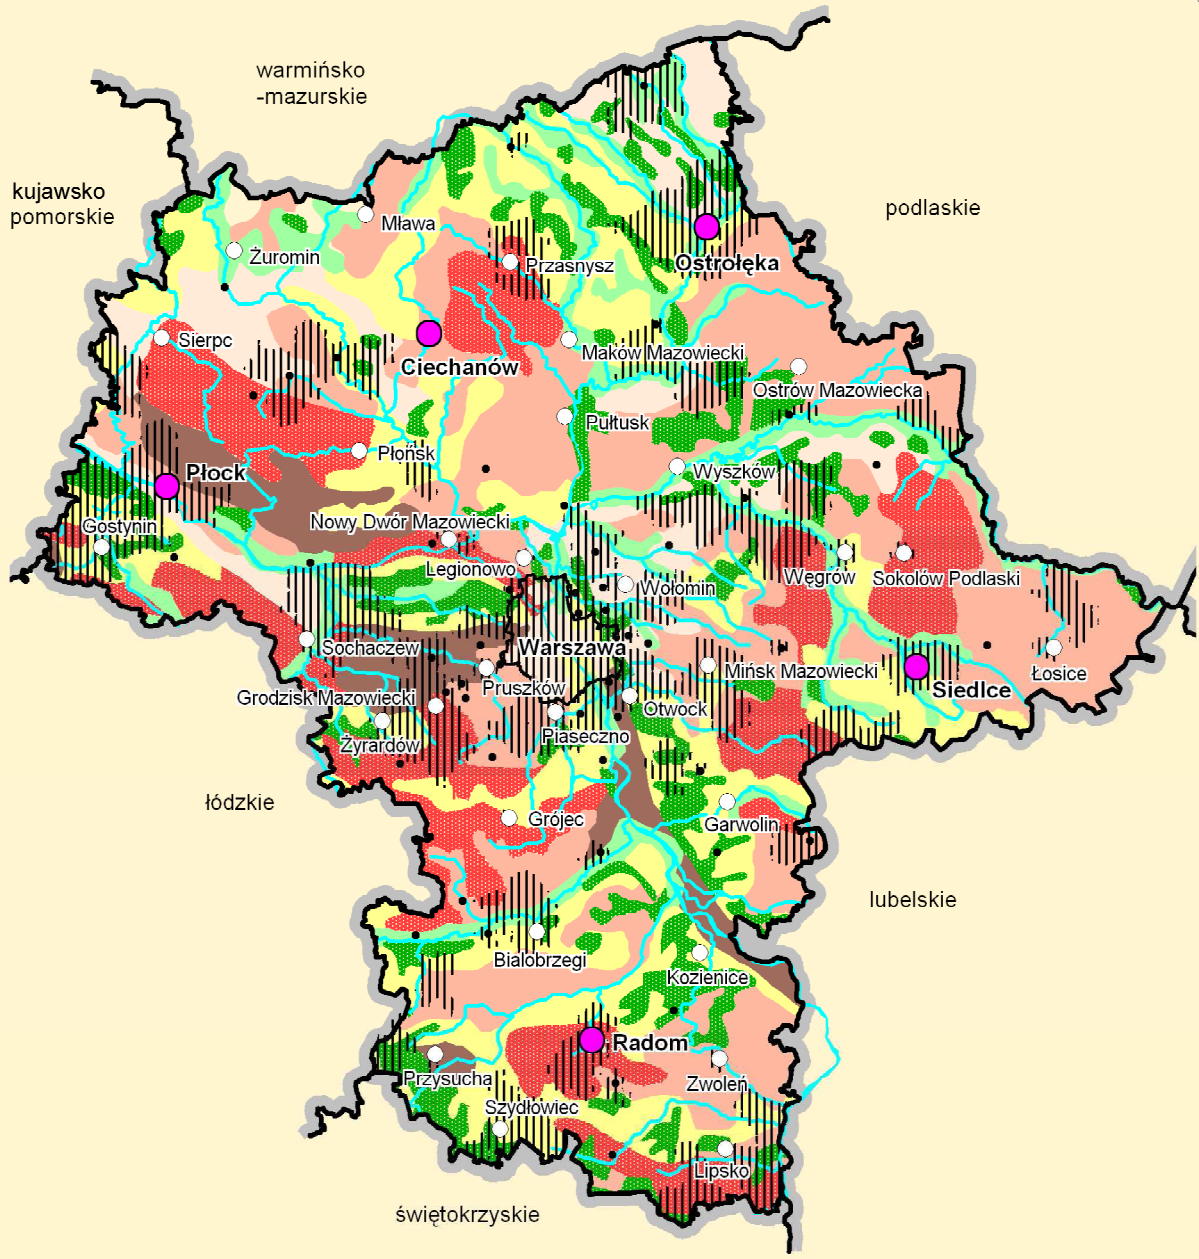 warmińsko
-mazurskie
kujawsko
pomorskie
podlaskie
Mława
Żuromin
Przasnysz
Ostrołęka
Sierpc
Ciechanów
Maków Mazowiecki
Ostrów Mazowiecka
Pułtusk
Płońsk
Płock
Wyszków
Gostynin
Nowy Dwór Mazowiecki
Legionowo
Węgrów
Sokolów Podlaski
Wołomin
Sochaczew
Warszawa
Mińsk Mazowiecki
Łosice
Siedlce
Pruszków
Grodzisk Mazowiecki
Otwock
Piaseczno
Żyrardów
łódzkie
Grójec
Garwolin
lubelskie
Bialobrzegi
Kozienice
Radom
Przysucha
Zwoleń
Szydłowiec
Lipsko
świętokrzyskie